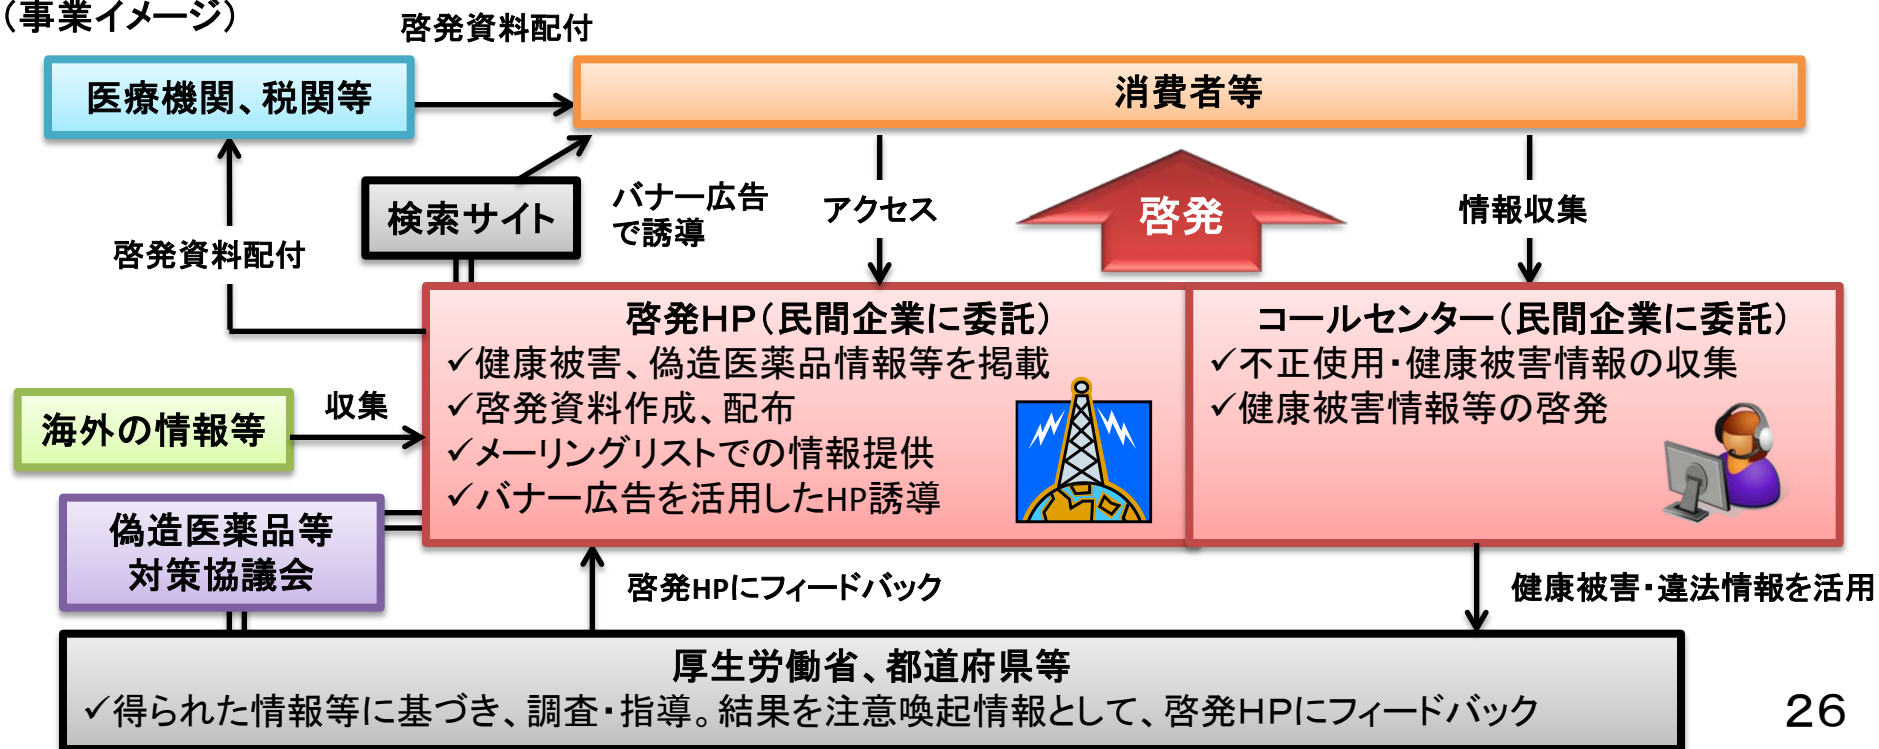 （事業イメージ）
啓発資料配付
医療機関、税関等
消費者等
検索サイト
バナー広告
で誘導
アクセス
啓発
情報収集
啓発資料配付
啓発HP（民間企業に委託）
✓健康被害、偽造医薬品情報等を掲載
✓啓発資料作成、配布
✓メーリングリストでの情報提供
✓バナー広告を活用したHP誘導
コールセンター（民間企業に委託）
✓不正使用・健康被害情報の収集
✓健康被害情報等の啓発
海外の情報等
収集
偽造医薬品等
対策協議会
啓発HPにフィードバック
健康被害・違法情報を活用
厚生労働省、都道府県等
✓得られた情報等に基づき、調査・指導。結果を注意喚起情報として、啓発HPにフィードバック
26